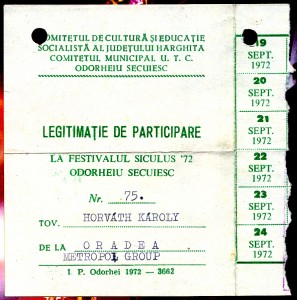 COMITETUL DE CULTURĂ ȘI EDUCAȚIE
SOCIALISTĂ AL JUDEȚULUI HARGHITA
COMITETUL MUNICIPAL U. T. C.
ODORHEIU SECUIESC
LEGITIMAȚIE DE PARTICIPARE
LA FESTIVALUL SICULUS '72
ODORHEIU SECUIESC
Nr. 75.
TOV. HORVÁTH KÁROLY
DE LA ORADEA
METROPOL GROUP
I. P. Odorhei 1972 — 3662
19
SEPT.
1972
20
SEPT.
1972
21
SEPT.
1972
22
SEPT.
1972
23
SEPT.
1972
24
SEPT.
1972